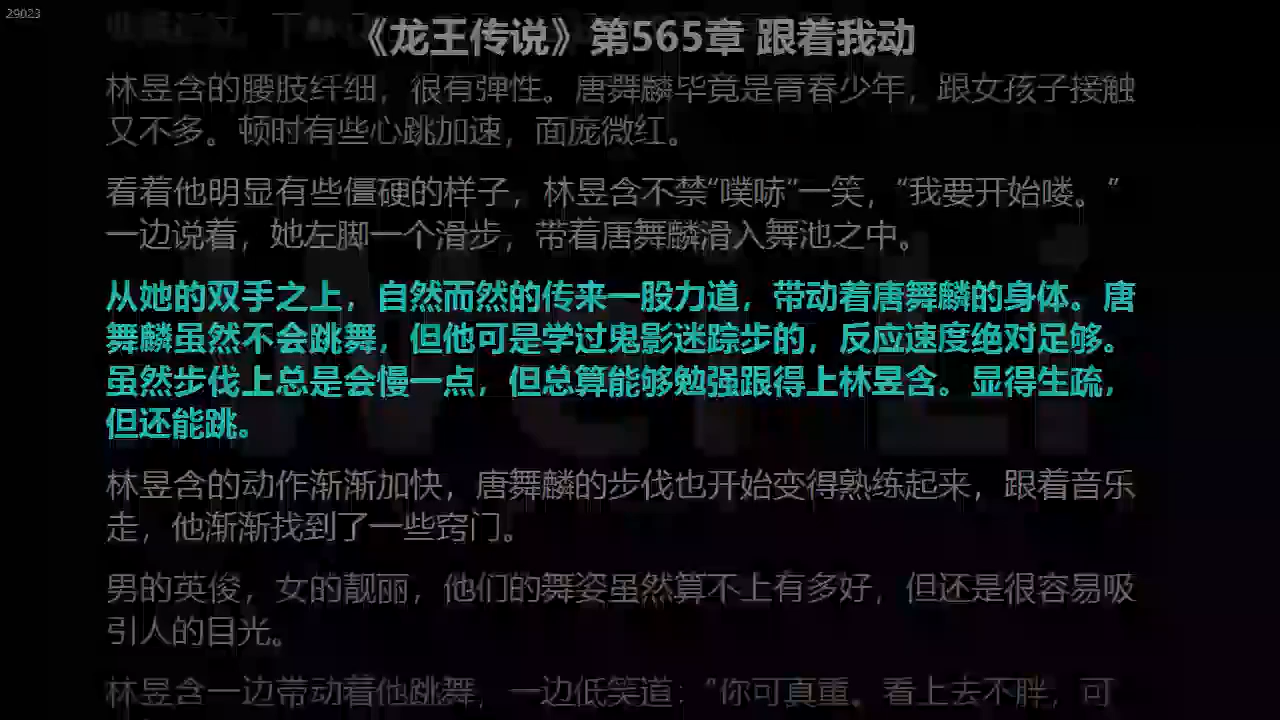 29023
《龙王传说》第565章 跟着我动
林昱含的腰肢纤细，很有弹性。唐舞麟毕竟是青春少年，跟女孩子接触
又不多。顿时有些心跳加速，面庞微红。
看着他明显有些僵硬的样子，林昱含不禁“噗哧”一笑，“我要开始喽。”
一边说着，她左脚一个滑步，带着唐舞麟滑入舞池之中。
从她的双手之上，自然而然的传来一股力道，带动着唐舞麟的身体。唐
舞麟虽然不会跳舞，但他可是学过鬼影迷踪步的，反应速度绝对足够。
虽然步伐上总是会慢一点，但总算能够勉强跟得上林昱含。显得生疏，
但还能跳。
林昱含的动作渐渐加快，唐舞麟的步伐也开始变得熟练起来，跟着音乐
走，他渐渐找到了一些窍门。
男的英俊，女的靓丽，他们的舞姿虽然算不上有多好，但还是很容易吸
引人的目光。
林昱含一边带动着他跳舞，一边低笑道：“你可真重。看上去不胖，可